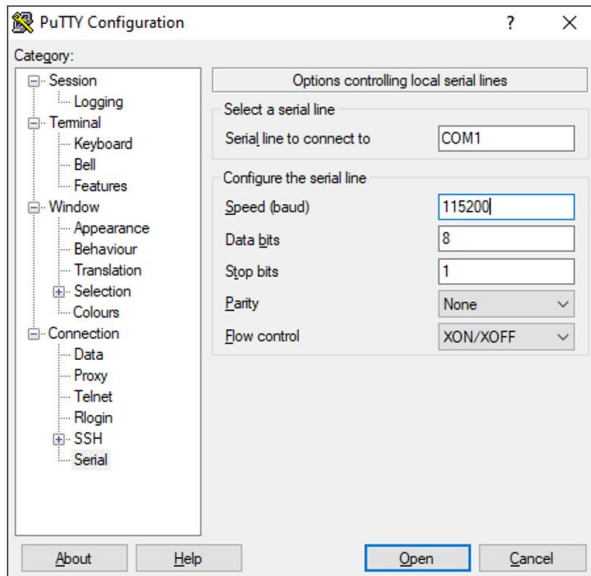 PuTTY Configuration
?
Category:
Session
Logging
Terminal
Keyboard
Bell
Features
Window
Appearance
Behaviour
Translation
Selection
Colours
Connection
Data
Proxy
Telnet
Rlogin
SSH
Serial
Options controlling local serial lines
Select a serial line
Serial line to connect to COM1
Configure the serial line
Speed (baud) 115200
Data bits 8
Stop bits 1
Parity None
Flow control XON/XOFF
About Help Open Cancel